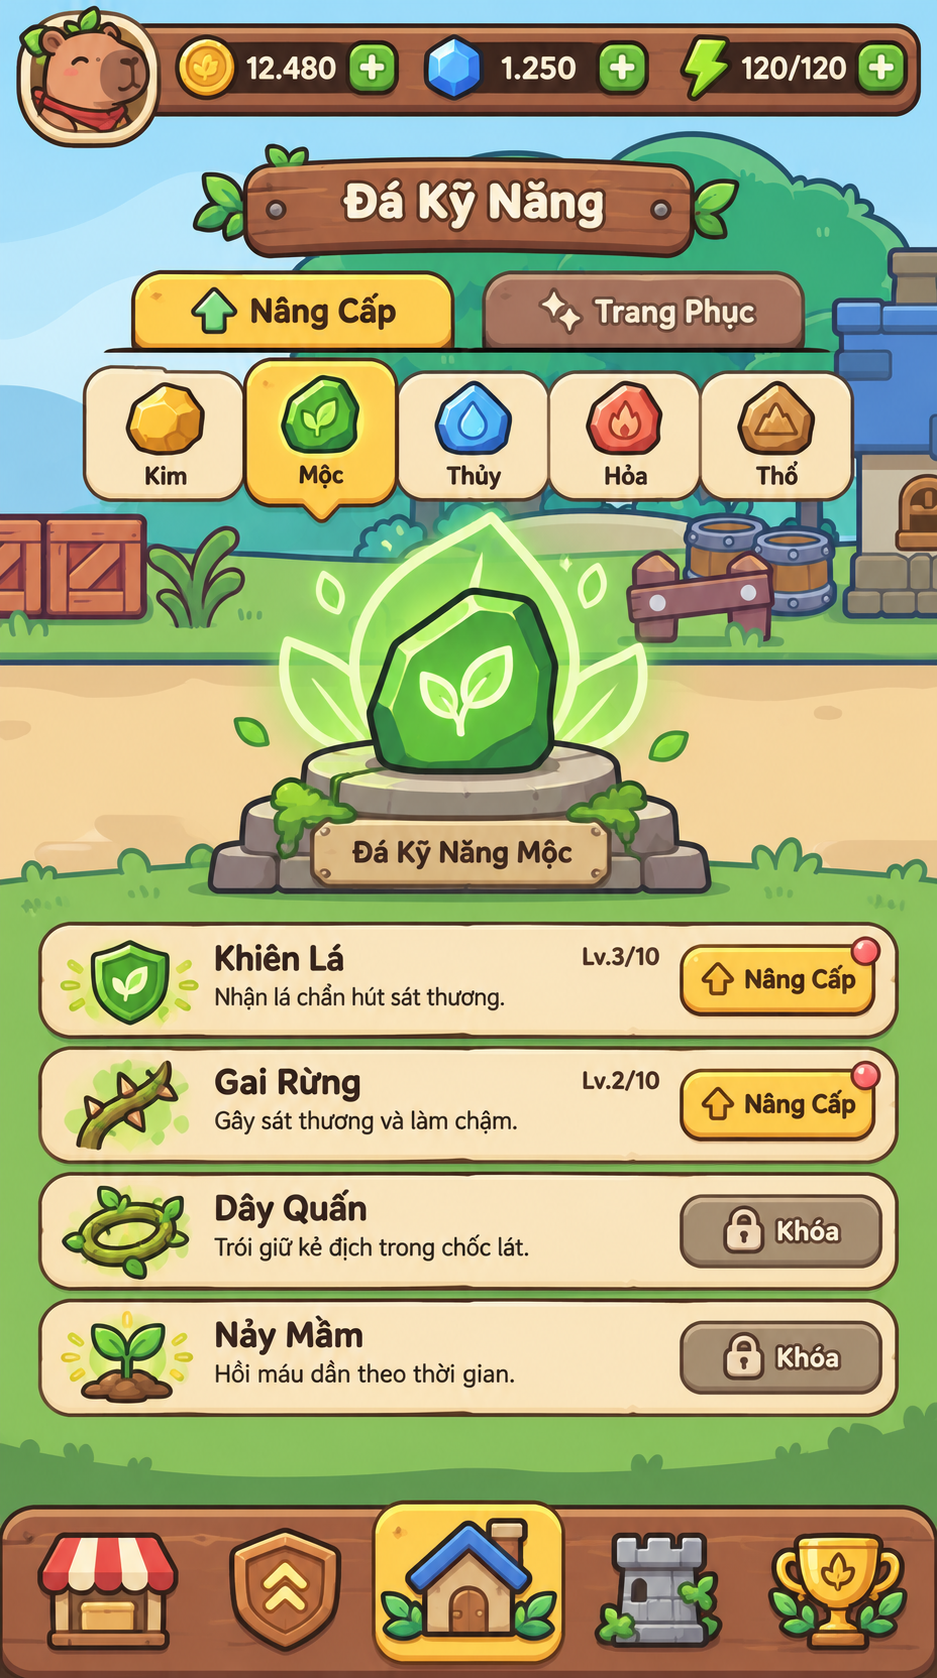 12.480
1.250
120/120
Đá Kỹ Năng
Nâng Cấp
Trang Phục
Kim
Mộc
Thủy
Hỏa
Thổ
Đá Kỹ Năng Mộc
Khiên Lá
Lv.3/10
Nâng Cấp
Nhận lá chắn hút sát thương.
Gai Rừng
Lv.2/10
Nâng Cấp
Gây sát thương và làm chậm.
Dây Quấn
Khóa
Trói giữ kẻ địch trong chốc lát.
Nảy Mầm
Khóa
Hồi máu dần theo thời gian.